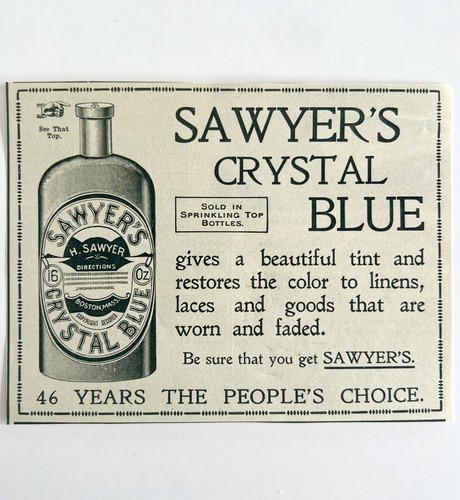 See That
Top.
SAWYER'S
CRYSTAL
BLUE
SOLD IN
SPRINKLING TOP
BOTTLES.
gives a beautiful tint and
restores the color to linens,
laces and goods that are
worn and faded.
Be sure that you get SAWYER'S.
SAWYER'S
H. SAWYER
DIRECTIONS
16 OZ
BOSTON, MASS.
CRYSTAL BLUE
46 YEARS THE PEOPLE'S CHOICE.